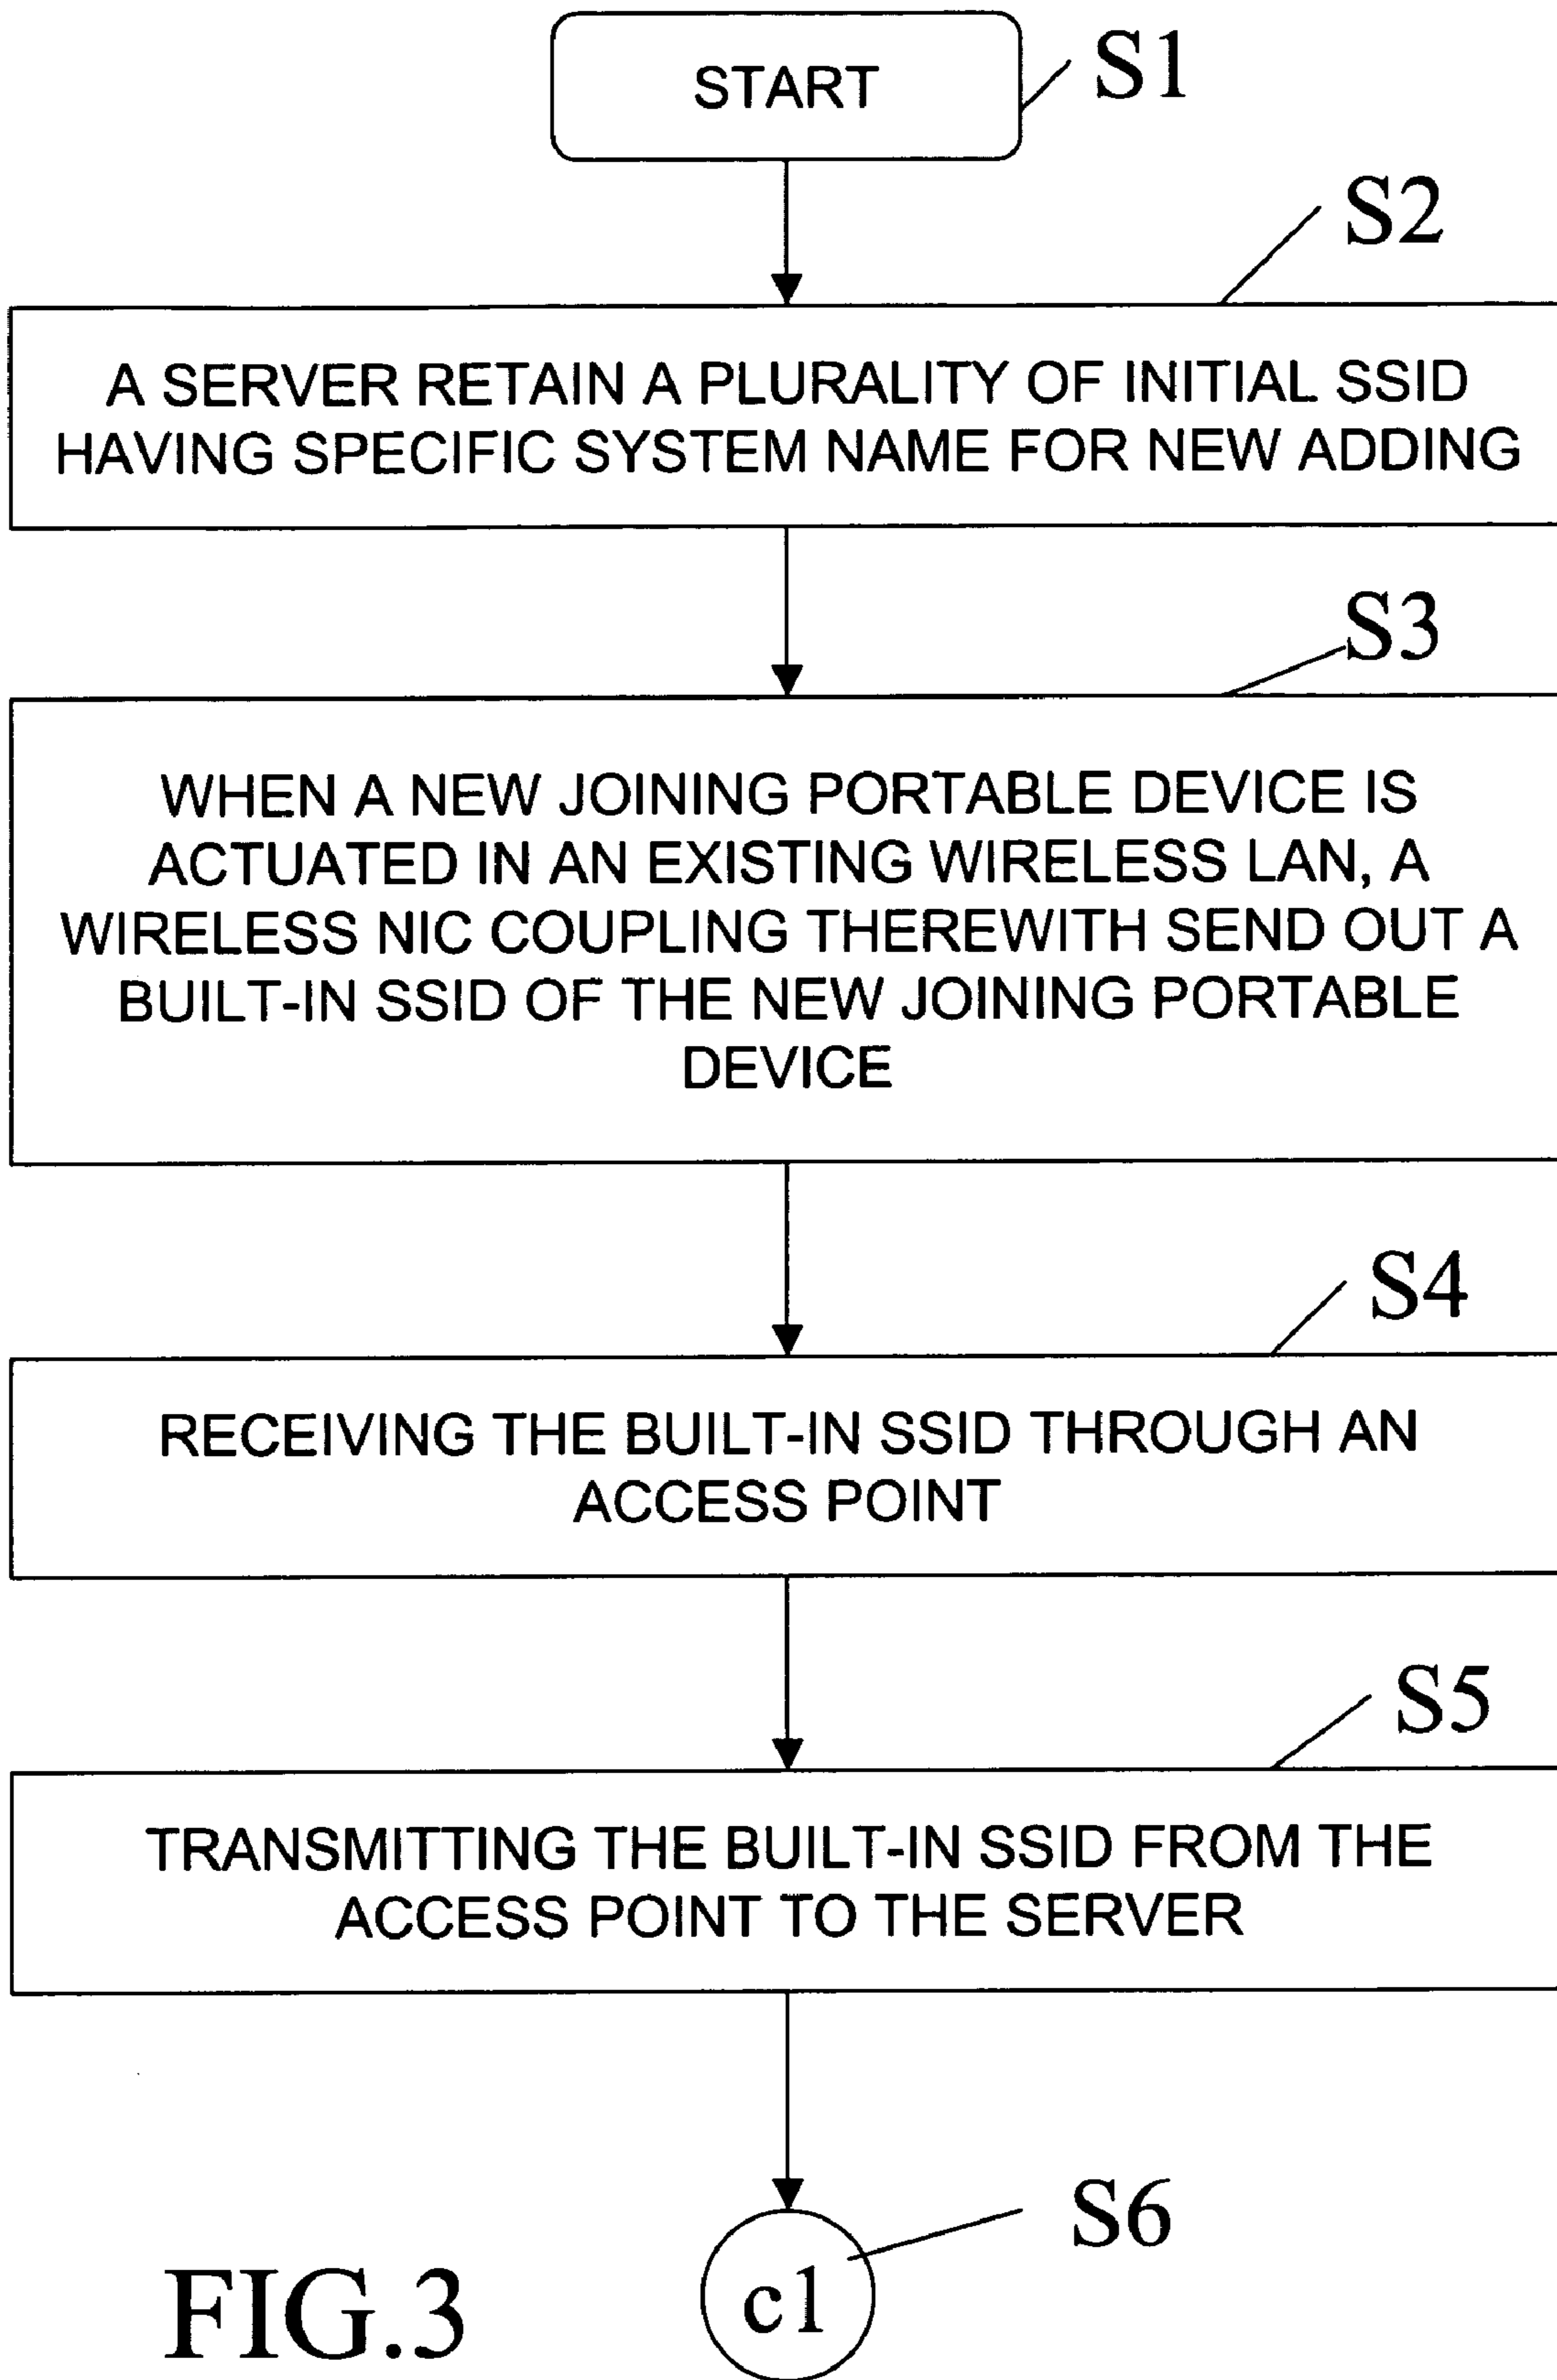 START
S1
S2
A SERVER RETAIN A PLURALITY OF INITIAL SSID
HAVING SPECIFIC SYSTEM NAME FOR NEW ADDING
S3
WHEN A NEW JOINING PORTABLE DEVICE IS
ACTUATED IN AN EXISTING WIRELESS LAN, A
WIRELESS NIC COUPLING THEREWITH SEND OUT A
BUILT-IN SSID OF THE NEW JOINING PORTABLE
DEVICE
S4
RECEIVING THE BUILT-IN SSID THROUGH AN
ACCESS POINT
S5
TRANSMITTING THE BUILT-IN SSID FROM THE
ACCESS POINT TO THE SERVER
S6
c1
FIG.3